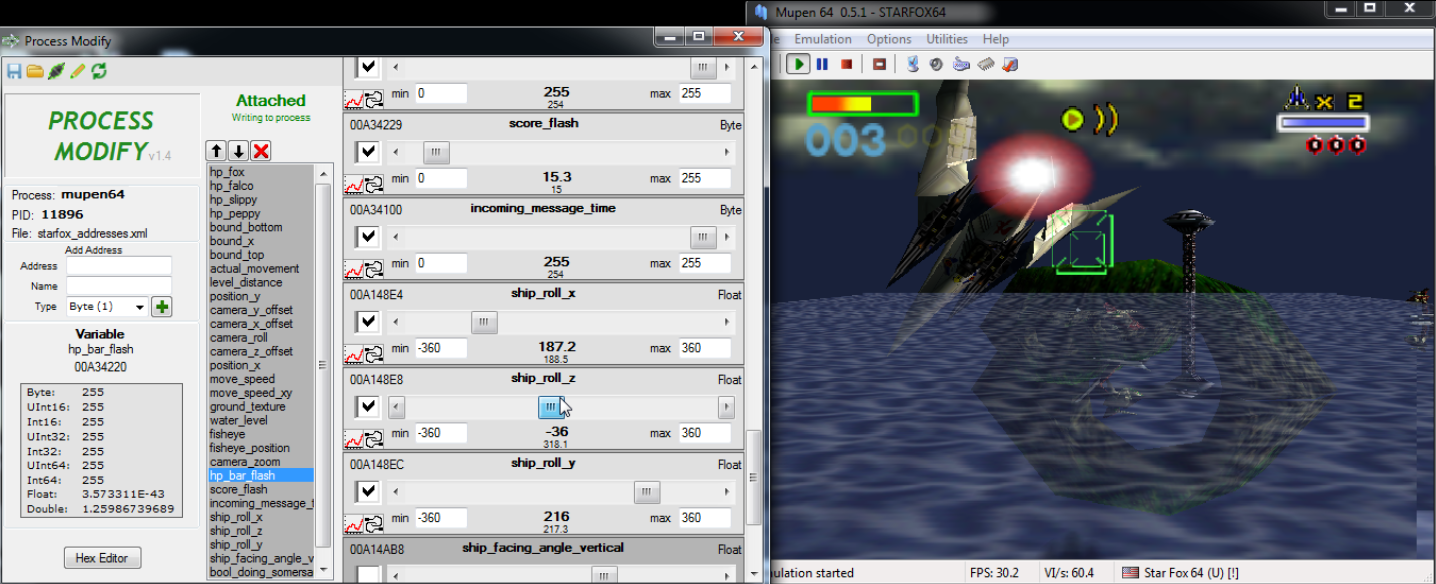 Process Modify
PROCESS
MODIFY v1.4
Attached
Writing to process
Process: mupen64
PID: 11896
File: starfox_addresses.xml
Add Address
Address
Name
Type Byte (1)
Variable
hp_bar_flash
00A34220
Byte: 255
UInt16: 255
Int16: 255
UInt32: 255
Int32: 255
UInt64: 255
Int64: 255
Float: 3.573311E-43
Double: 1.25986739689
Hex Editor
hp_fox
hp_falco
hp_slippy
hp_peppy
bound_bottom
bound_x
bound_top
actual_movement
level_distance
position_y
camera_y_offset
camera_x_offset
camera_roll
camera_z_offset
position_x
move_speed
move_speed_xy
ground_texture
water_level
fisheye
fisheye_position
camera_zoom
hp_bar_flash
score_flash
incoming_message_t
ship_roll_x
ship_roll_z
ship_roll_y
ship_facing_angle_v
bool_doing_somersa
min 0 255 max 255
254
00A34229 score_flash Byte
min 0 15.3 max 255
15
00A34100 incoming_message_time Byte
min 0 255 max 255
254
00A148E4 ship_roll_x Float
min -360 187.2 max 360
188.5
00A148E8 ship_roll_z Float
min -360 -36 max 360
318.1
00A148EC ship_roll_y Float
min -360 216 max 360
217.3
00A14AB8 ship_facing_angle_vertical Float
Mupen 64 0.5.1 - STARFOX64
Emulation Options Utilities Help
003
x 2
000
ulation started FPS: 30.2 VI/s: 60.4 Star Fox 64 (U) [!]